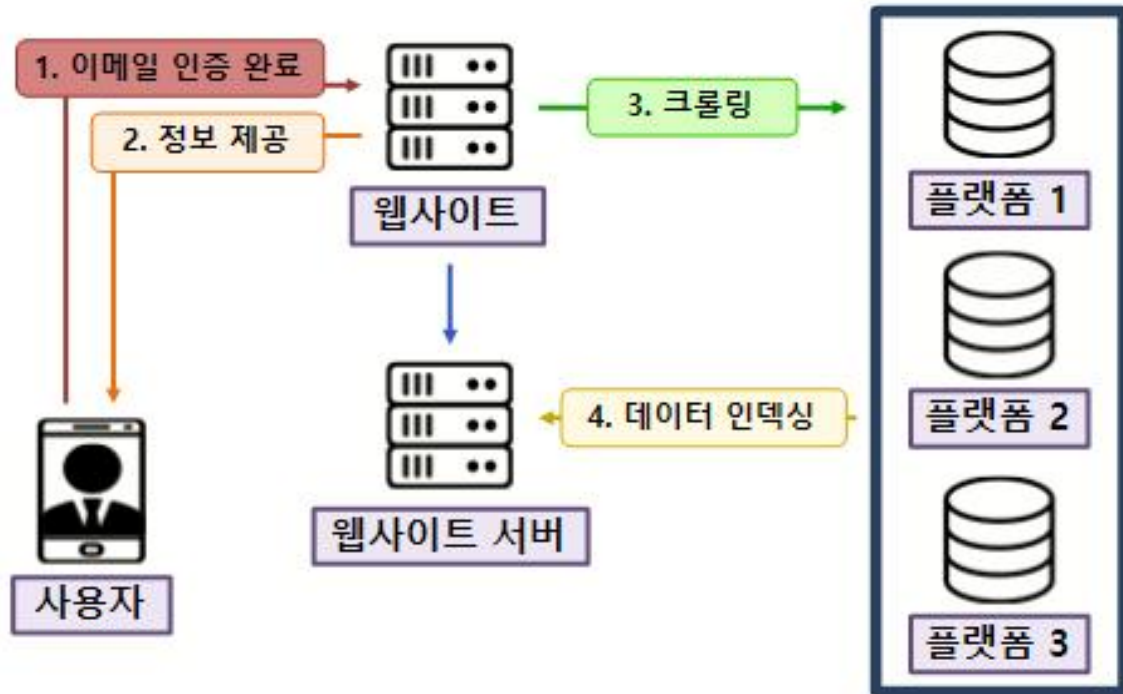 1. 이메일 인증 완료
2. 정보 제공
3. 크롤링
웹사이트
플랫폼 1
플랫폼 2
4. 데이터 인덱싱
웹사이트 서버
사용자
플랫폼 3